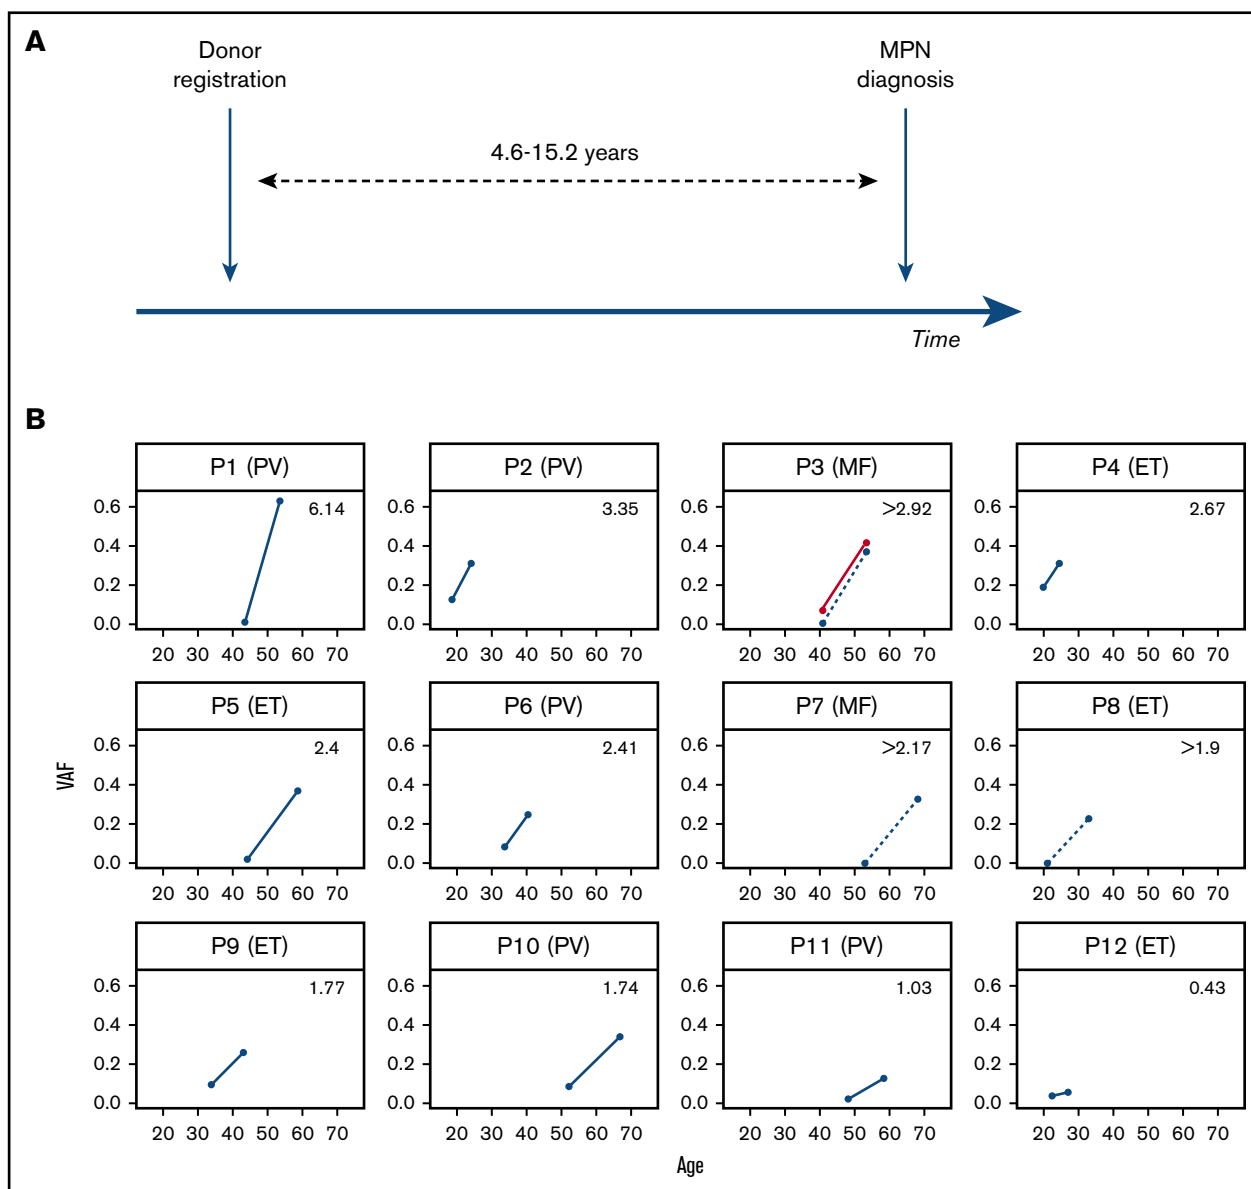 A
Donor
registration
MPN
diagnosis
4.6-15.2 years
Time
B
P1 (PV)
P2 (PV)
P3 (MF)
P4 (ET)
0.6
0.4
0.2
0.0
6.14
20 30 40 50 60 70
0.6
0.4
0.2
0.0
3.35
20 30 40 50 60 70
0.6
0.4
0.2
0.0
>2.92
20 30 40 50 60 70
0.6
0.4
0.2
0.0
2.67
20 30 40 50 60 70
P5 (ET)
P6 (PV)
P7 (MF)
P8 (ET)
VAF
0.6
0.4
0.2
0.0
2.4
20 30 40 50 60 70
0.6
0.4
0.2
0.0
2.41
20 30 40 50 60 70
0.6
0.4
0.2
0.0
>2.17
20 30 40 50 60 70
0.6
0.4
0.2
0.0
>1.9
20 30 40 50 60 70
P9 (ET)
P10 (PV)
P11 (PV)
P12 (ET)
0.6
0.4
0.2
0.0
1.77
20 30 40 50 60 70
0.6
0.4
0.2
0.0
1.74
20 30 40 50 60 70
0.6
0.4
0.2
0.0
1.03
20 30 40 50 60 70
0.6
0.4
0.2
0.0
0.43
20 30 40 50 60 70
Age